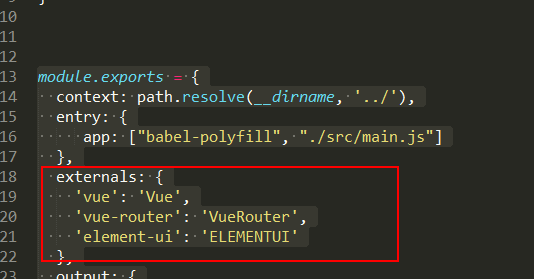 9 }
10
11
12
13 module.exports = {
14 context: path.resolve(__dirname, '../'),
15 entry: {
16 app: ["babel-polyfill", "./src/main.js"]
17 },
18 externals: {
19 'vue': 'Vue',
20 'vue-router': 'VueRouter',
21 'element-ui': 'ELEMENTUI'
22 },
23 output: {